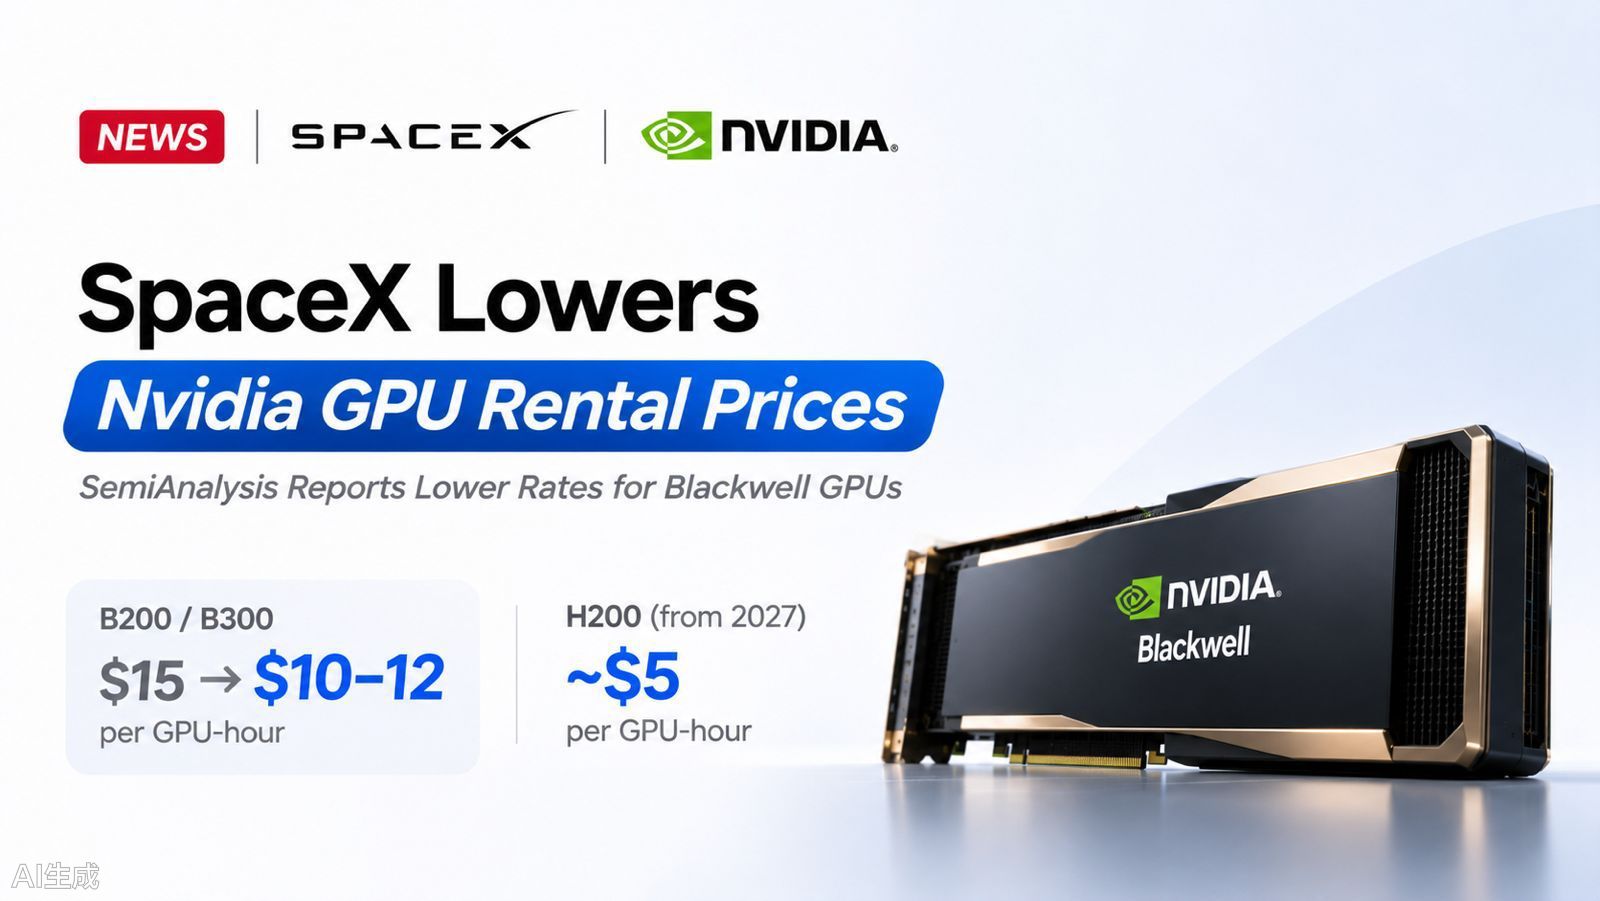 NEWS
SPACEX
NVIDIA®
SpaceX Lowers
Nvidia GPU Rental Prices
SemiAnalysis Reports Lower Rates for Blackwell GPUs
B200 / B300
$15 → $10–12
per GPU-hour
H200 (from 2027)
~$5
per GPU-hour
NVIDIA®
Blackwell
AI生成